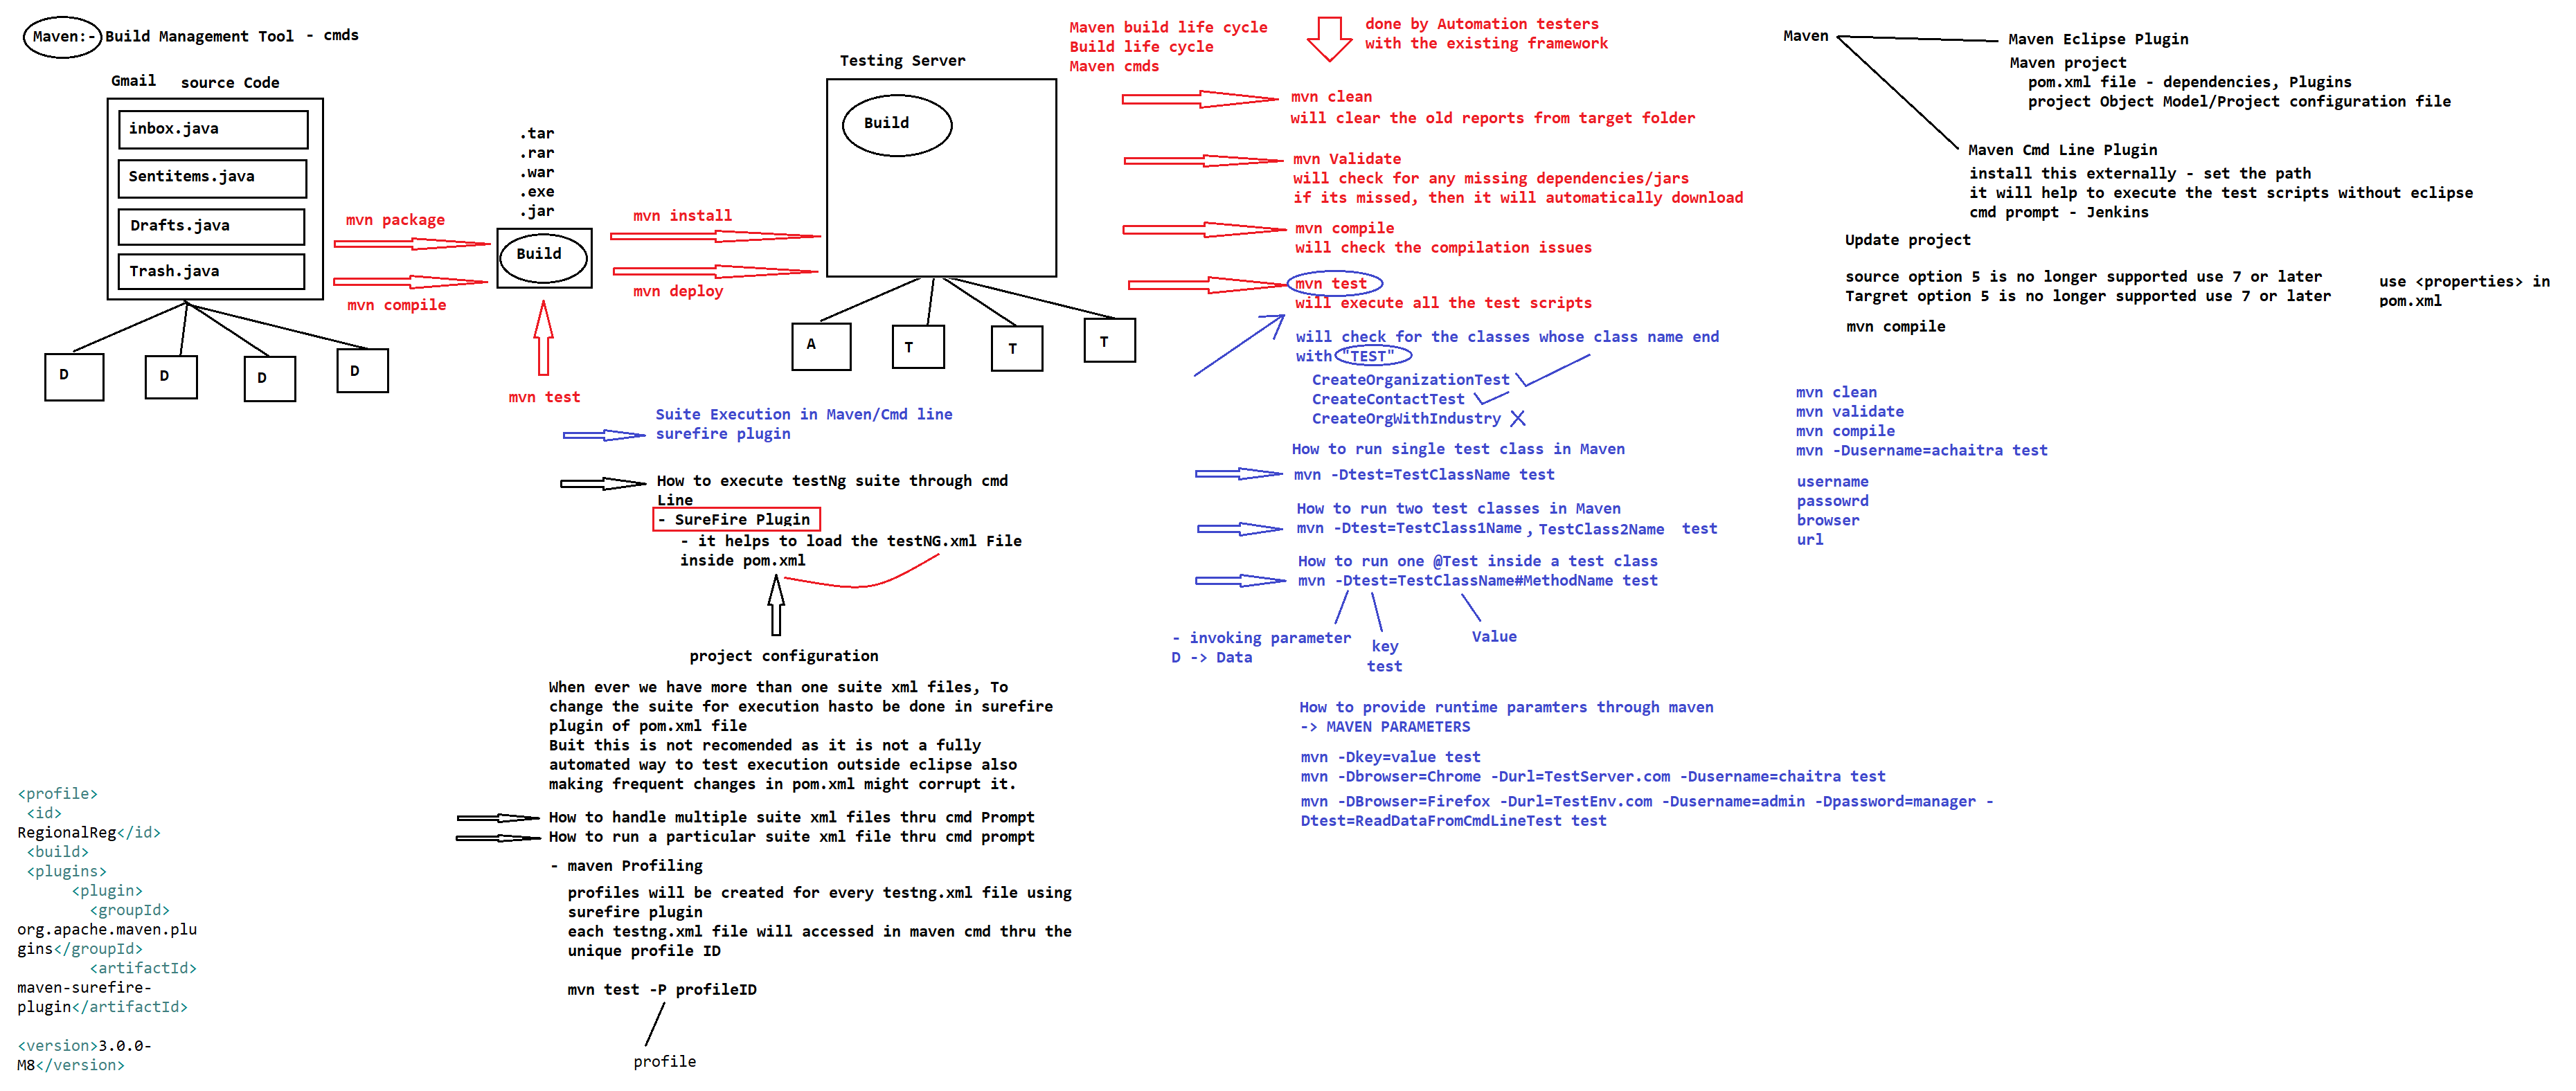 Maven:- Build Management Tool - cmds
Gmail source Code
inbox.java
Sentitems.java
Drafts.java
Trash.java
D
D
D
D
mvn package
mvn compile
.tar
.rar
.war
.exe
.jar
Build
mvn test
mvn install
mvn deploy
Testing Server
Build
A
T
T
T
Suite Execution in Maven/Cmd line
surefire plugin
How to execute testNg suite through cmd
Line
- SureFire Plugin
- it helps to load the testNG.xml File
inside pom.xml
project configuration
When ever we have more than one suite xml files, To
change the suite for execution hasto be done in surefire
plugin of pom.xml file
Buit this is not recomended as it is not a fully
automated way to test execution outside eclipse also
making frequent changes in pom.xml might corrupt it.
How to handle multiple suite xml files thru cmd Prompt
How to run a particular suite xml file thru cmd prompt
- maven Profiling
profiles will be created for every testng.xml file using
surefire plugin
each testng.xml file will accessed in maven cmd thru the
unique profile ID
mvn test -P profileID
profile
<profile>
<id>
RegionalReg</id>
<build>
<plugins>
<plugin>
<groupId>
org.apache.maven.plu
gins</groupId>
<artifactId>
maven-surefire-
plugin</artifactId>
<version>3.0.0-
M8</version>
Maven build life cycle
Build life cycle
Maven cmds
done by Automation testers
with the existing framework
mvn clean
will clear the old reports from target folder
mvn Validate
will check for any missing dependencies/jars
if its missed, then it will automatically download
mvn compile
will check the compilation issues
mvn test
will execute all the test scripts
will check for the classes whose class name end
with "TEST"
CreateOrganizationTest
CreateContactTest
CreateOrgWithIndustry
How to run single test class in Maven
mvn -Dtest=TestClassName test
How to run two test classes in Maven
mvn -Dtest=TestClass1Name , TestClass2Name test
How to run one @Test inside a test class
mvn -Dtest=TestClassName#MethodName test
- invoking parameter
D -> Data
key
test
Value
How to provide runtime paramters through maven
-> MAVEN PARAMETERS
mvn -Dkey=value test
mvn -Dbrowser=Chrome -Durl=TestServer.com -Dusername=chaitra test
mvn -DBrowser=Firefox -Durl=TestEnv.com -Dusername=admin -Dpassword=manager -
Dtest=ReadDataFromCmdLineTest test
Maven
Maven Eclipse Plugin
Maven project
pom.xml file - dependencies, Plugins
project Object Model/Project configuration file
Maven Cmd Line Plugin
install this externally - set the path
it will help to execute the test scripts without eclipse
cmd prompt - Jenkins
Update project
source option 5 is no longer supported use 7 or later
Targret option 5 is no longer supported use 7 or later
use <properties> in
pom.xml
mvn compile
mvn clean
mvn validate
mvn compile
mvn -Dusername=achaitra test
username
passowrd
browser
url